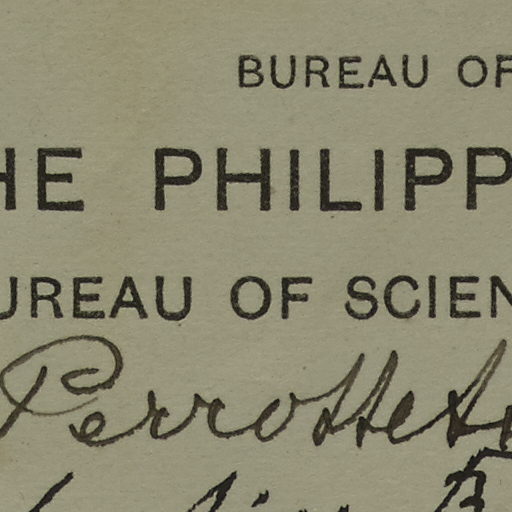 BUREAU OF
HE PHILIPP
UREAU OF SCIEN
Perrottet